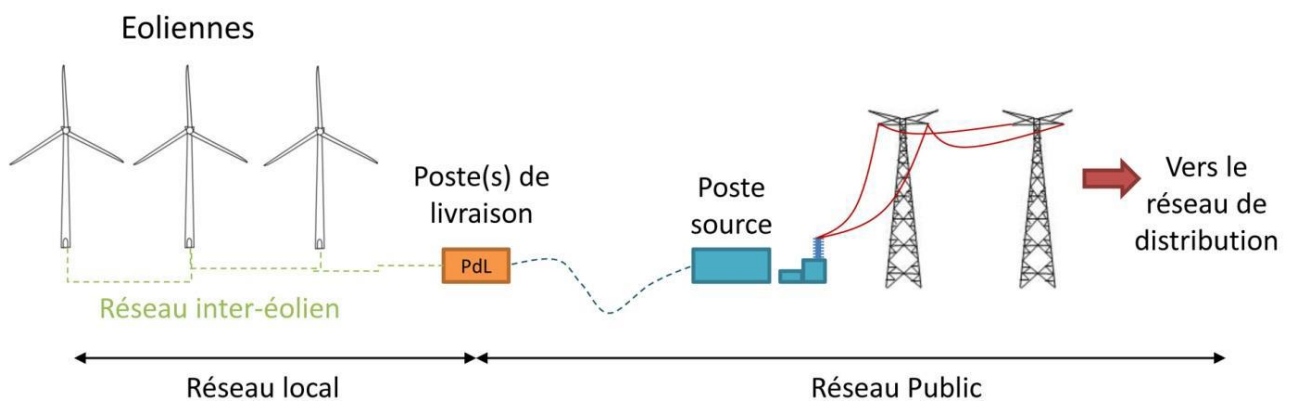 Eoliennes
Poste(s) de
livraison
PdL
Poste
source
Vers le
réseau de
distribution
Réseau inter-éolien
Réseau local
Réseau Public